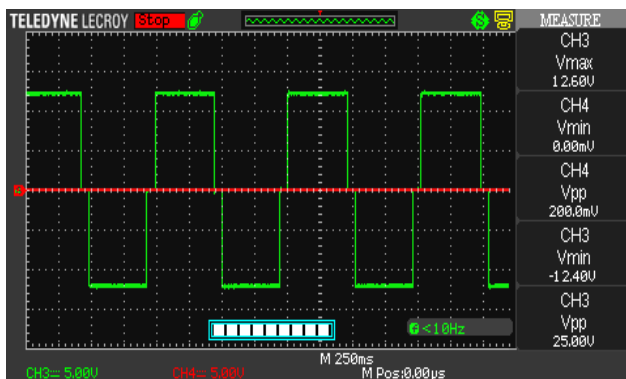 TELEDYNE LECROY Stop
MEASURE
CH3
Vmax
12.60V
CH4
Vmin
0.00mV
CH4
Vpp
200.0mV
CH3
Vmin
-12.40V
CH3
Vpp
25.00V
<10Hz
M 250ms
CH3 5.00V CH4 5.00V M Pos:0.00μs